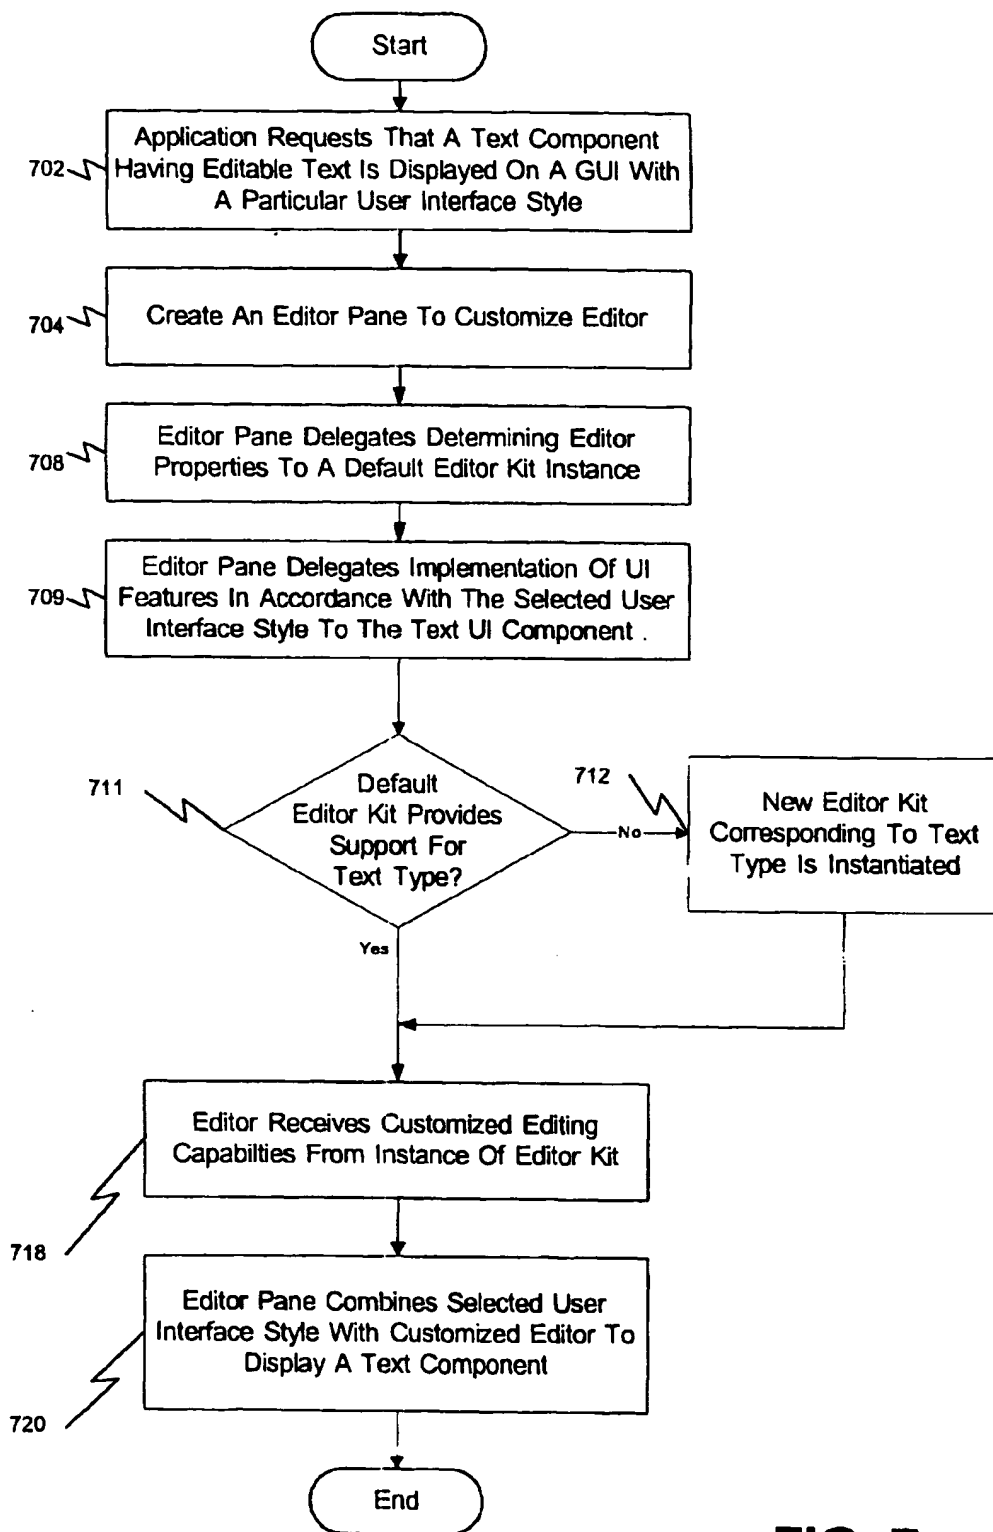 Start
702
Application Requests That A Text Component
Having Editable Text Is Displayed On A GUI With
A Particular User Interface Style
704
Create An Editor Pane To Customize Editor
708
Editor Pane Delegates Determining Editor
Properties To A Default Editor Kit Instance
709
Editor Pane Delegates Implementation Of UI
Features In Accordance With The Selected User
Interface Style To The Text UI Component .
711
Default
Editor Kit Provides
Support For
Text Type?
No
712
New Editor Kit
Corresponding To Text
Type Is Instantiated
Yes
Editor Receives Customized Editing
Capabilties From Instance Of Editor Kit
718
Editor Pane Combines Selected User
Interface Style With Customized Editor To
Display A Text Component
720
End